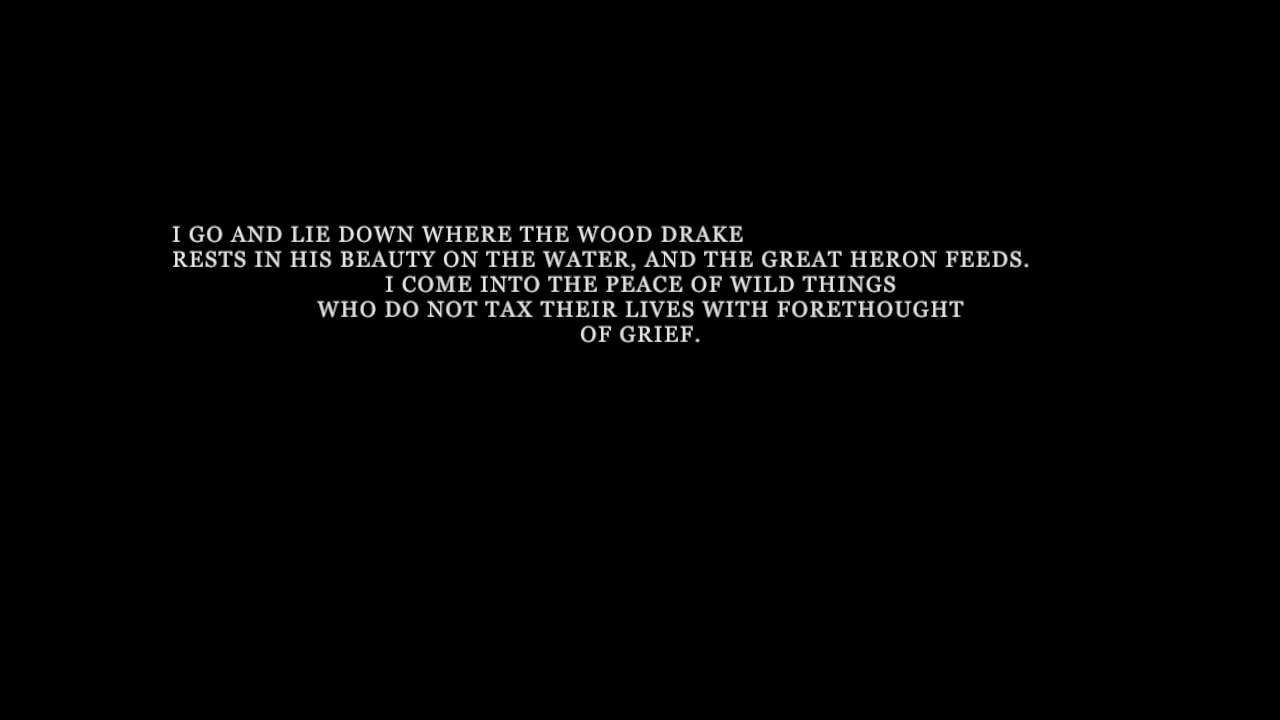 I GO AND LIE DOWN WHERE THE WOOD DRAKE
RESTS IN HIS BEAUTY ON THE WATER, AND THE GREAT HERON FEEDS.
I COME INTO THE PEACE OF WILD THINGS
WHO DO NOT TAX THEIR LIVES WITH FORETHOUGHT
OF GRIEF.